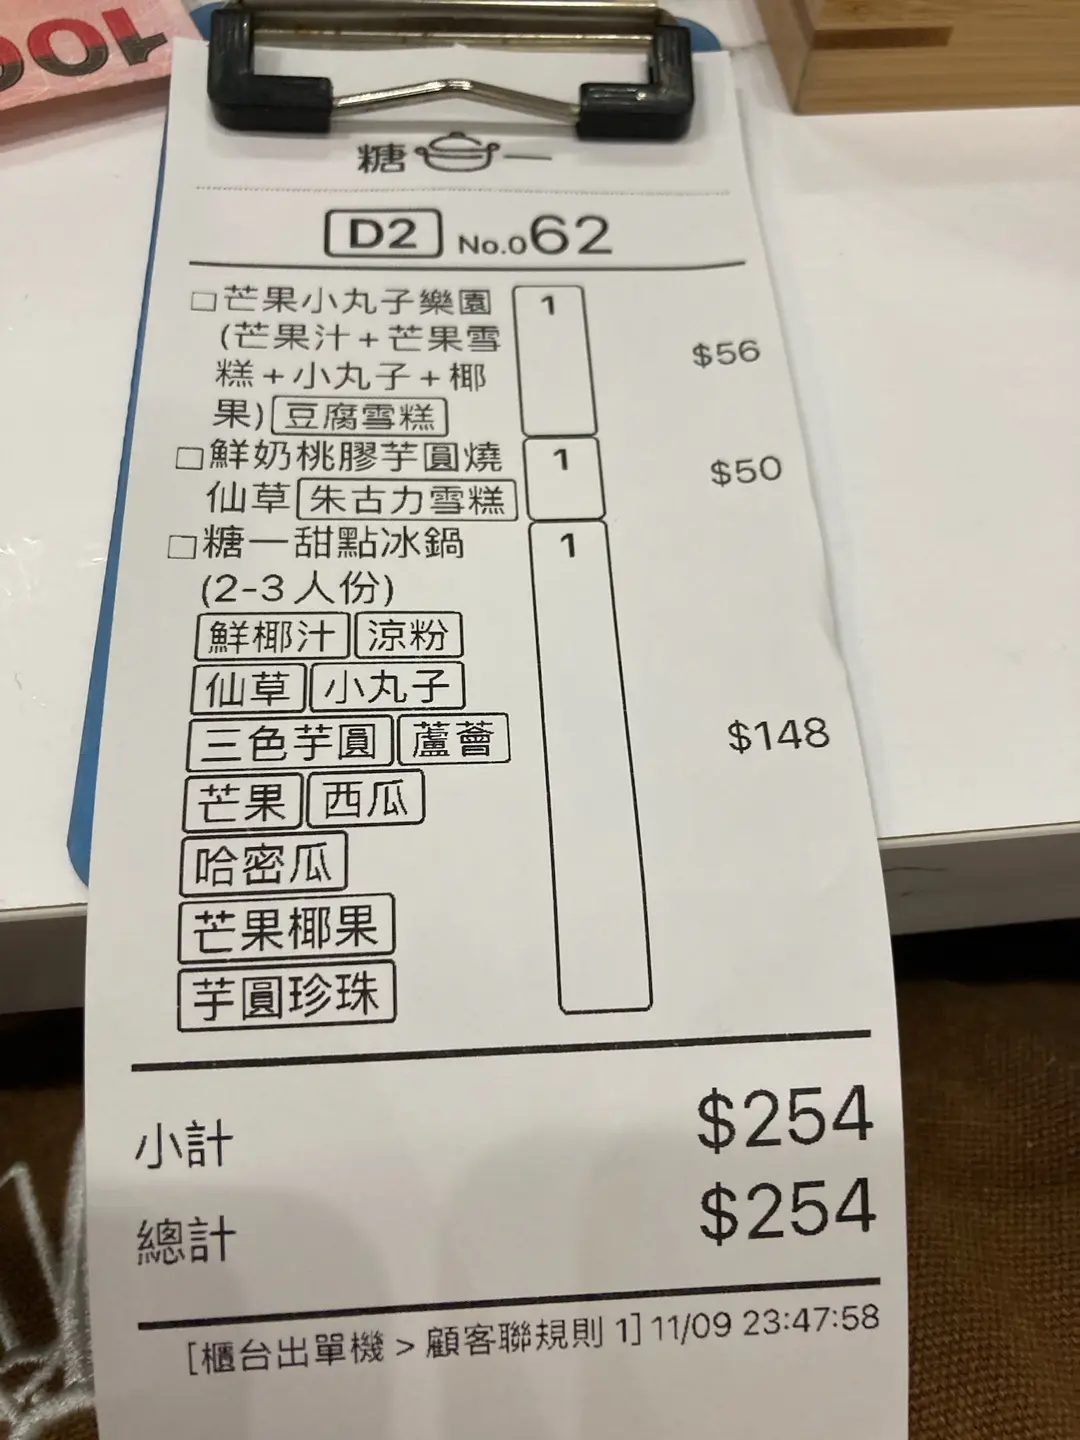 100
糖一
D2 No.062
□芒果小丸子樂園 1
(芒果汁+芒果雪 $56
糕+小丸子+椰
果) 豆腐雪糕
□鮮奶桃膠芋圓燒 1 $50
仙草 朱古力雪糕
□糖一甜點冰鍋 1
(2-3人份)
鮮椰汁 涼粉
仙草 小丸子
三色芋圓 蘆薈 $148
芒果 西瓜
哈密瓜
芒果椰果
芋圓珍珠
小計 $254
總計 $254
[櫃台出單機 > 顧客聯規則 1] 11/09 23:47:58